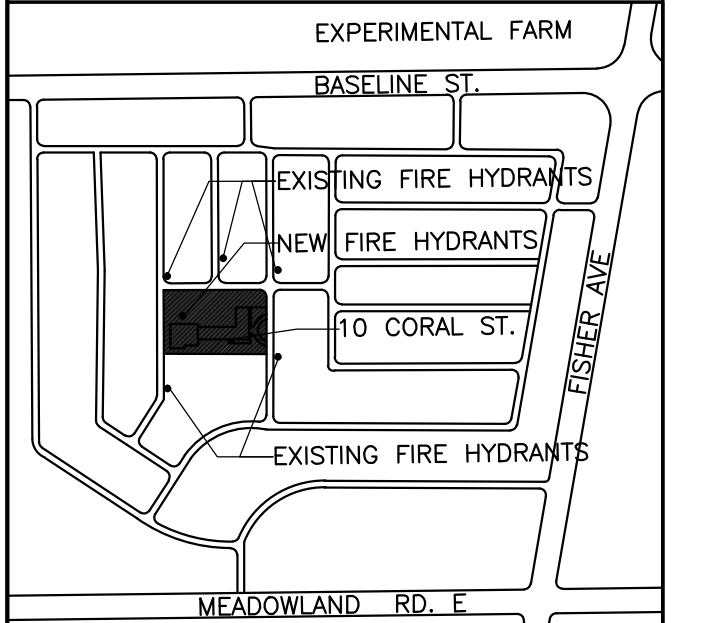 EXPERIMENTAL FARM
BASELINE ST.
EXISTING FIRE HYDRANTS
NEW FIRE HYDRANTS
10 CORAL ST.
FISHER AVE
EXISTING FIRE HYDRANTS
MEADOWLAND RD. E